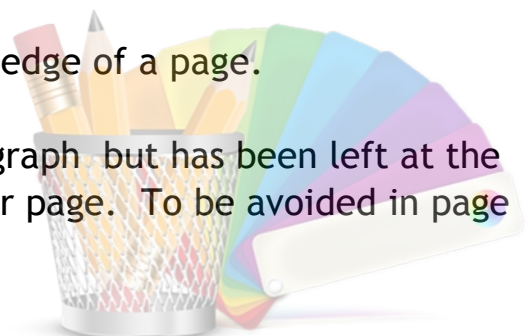 edge of a page.
graph but has been left at the
r page. To be avoided in page